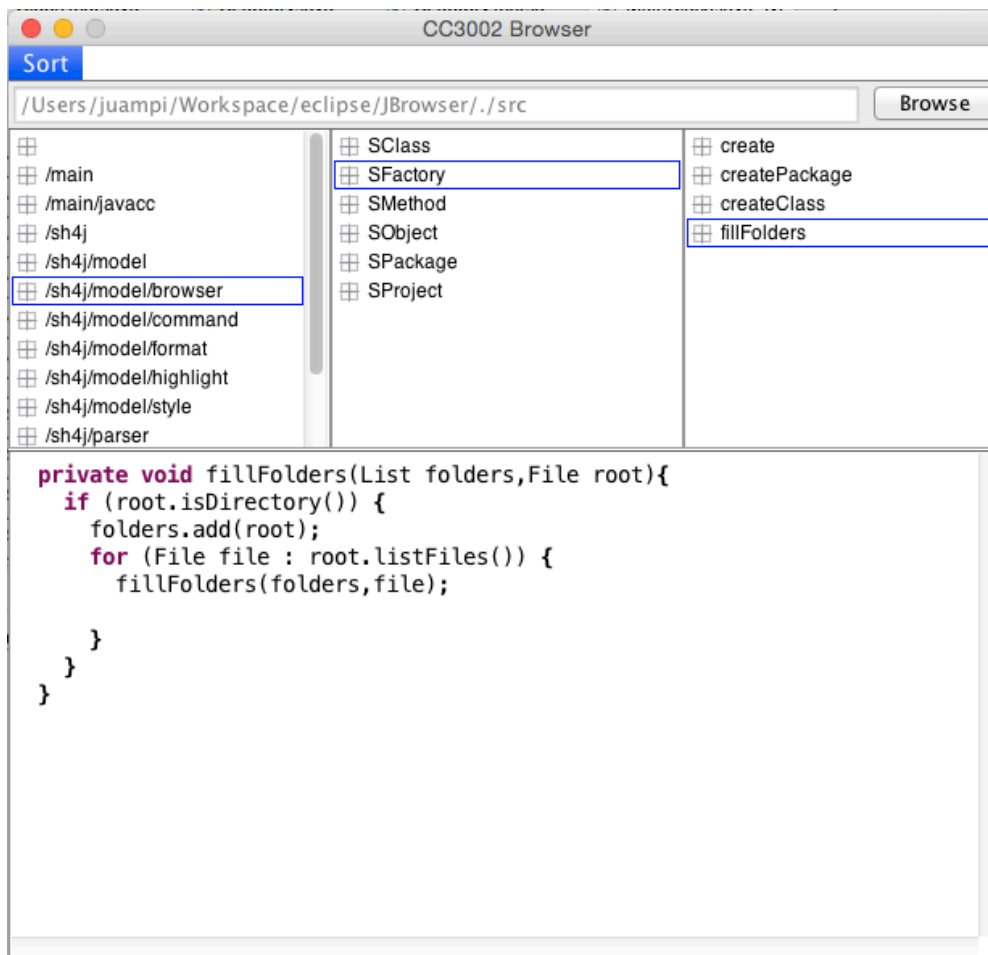 CC3002 Browser
Sort
/Users/juampi/Workspace/eclipse/JBrowser/./src
Browse
/main
/main/javacc
/sh4j
/sh4j/model
/sh4j/model/browser
/sh4j/model/command
/sh4j/model/format
/sh4j/model/highlight
/sh4j/model/style
/sh4j/parser
SClass
SFactory
SMethod
SObject
SPackage
SProject
create
createPackage
createClass
fillFolders
private void fillFolders(List folders,File root){
if (root.isDirectory()) {
folders.add(root);
for (File file : root.listFiles()) {
fillFolders(folders,file);
}
}
}